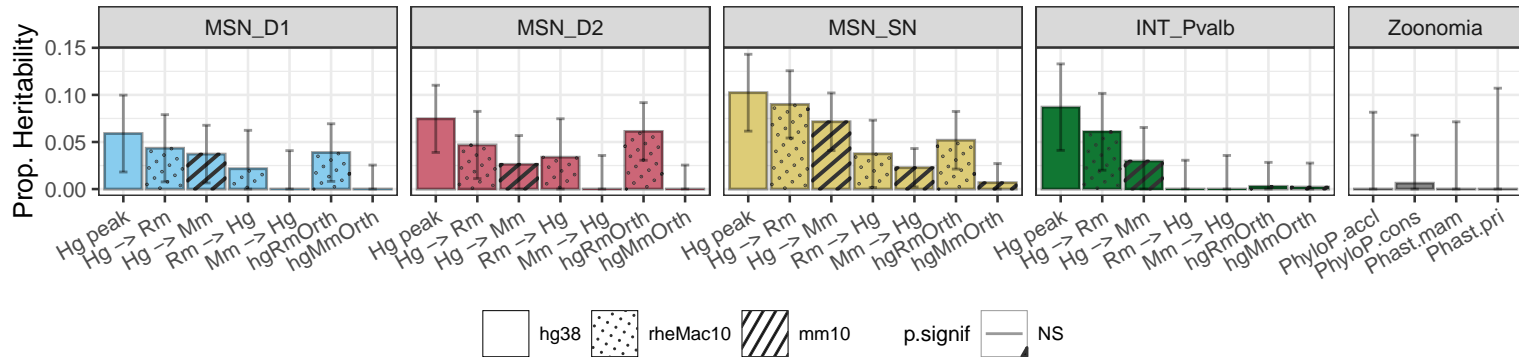 MSN_D1 MSN_D2 MSN_SN INT_Pvalb Zoonomia
Prop. Heritability
0.15
0.10
0.05
0.00
Hg peak Hg −> Rm Hg −> Mm Rm −> Hg Mm −> Hg hgRmOrth hgMmOrth
Hg peak Hg −> Rm Hg −> Mm Rm −> Hg Mm −> Hg hgRmOrth hgMmOrth
Hg peak Hg −> Rm Hg −> Mm Rm −> Hg Mm −> Hg hgRmOrth hgMmOrth
Hg peak Hg −> Rm Hg −> Mm Rm −> Hg Mm −> Hg hgRmOrth hgMmOrth
PhyloP.accl PhyloP.cons Phast.mam Phast.pri
hg38 rheMac10 mm10 p.signif NS